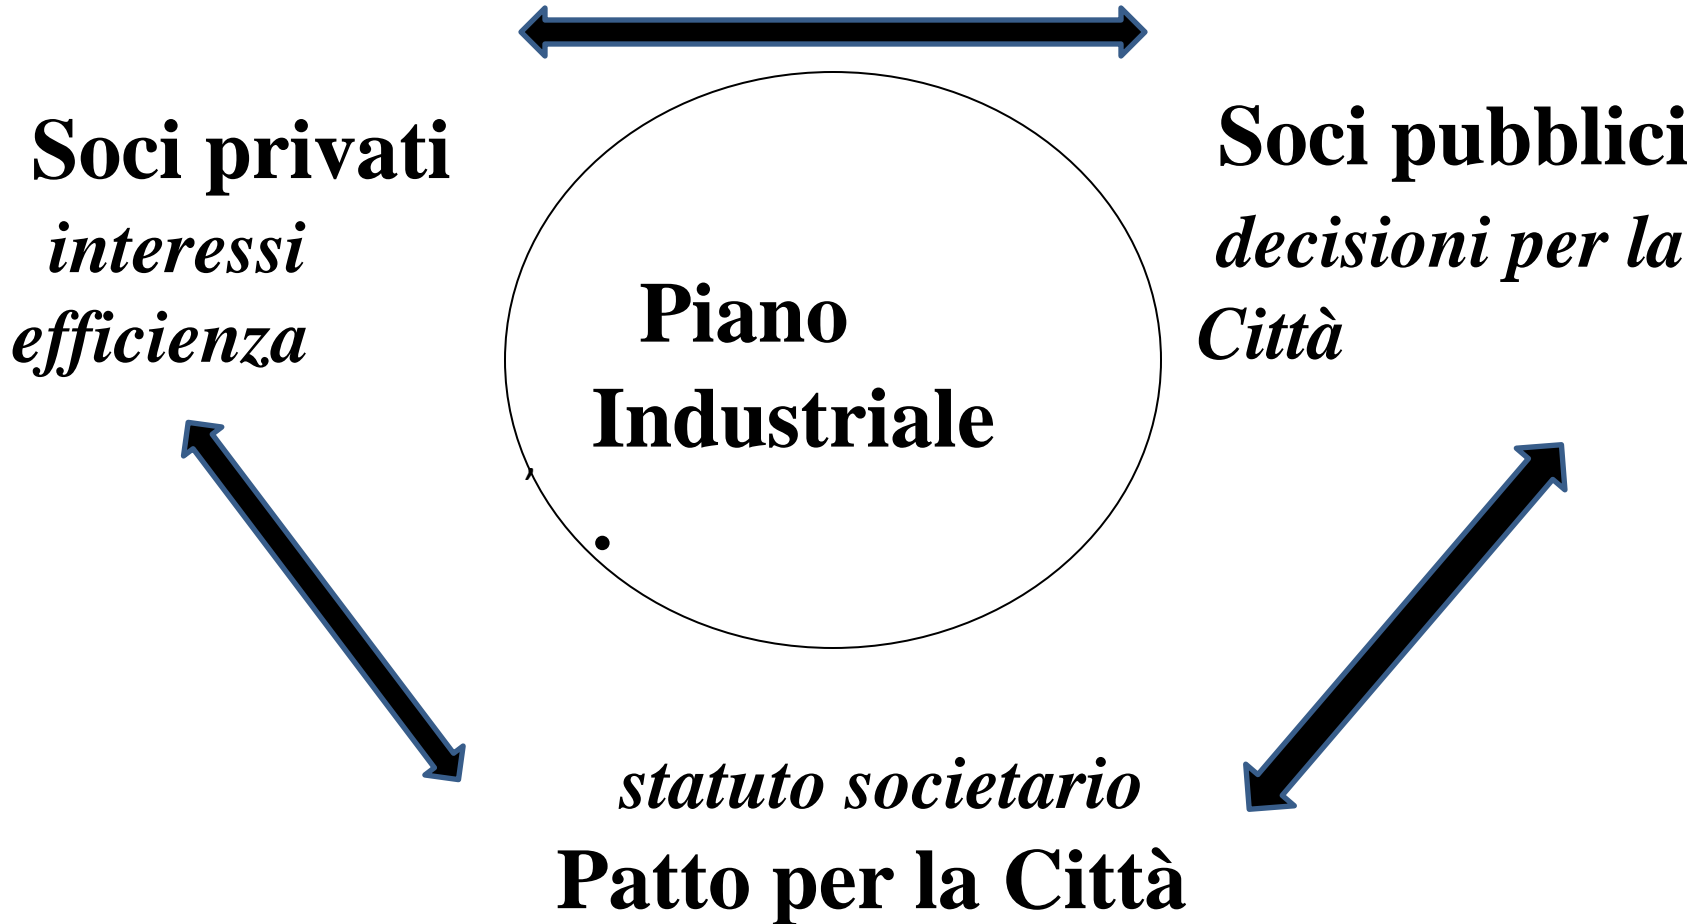 Soci privati
interessi
efficienza
Soci pubblici
decisioni per la
Città
Piano
Industriale
,
•
statuto societario
Patto per la Città